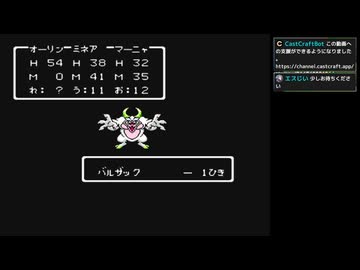 オーリン ミネア マーニャ
H 54 H 38 H 32
M 0 M 41 M 35
れ: ? う:11 お:12
バルザック ー 1ひき
CastCraftBot この動画へ
の支援ができるようになりました
。
https://channel.castcraft.app/
エスじい 少しお待ちくださ
い